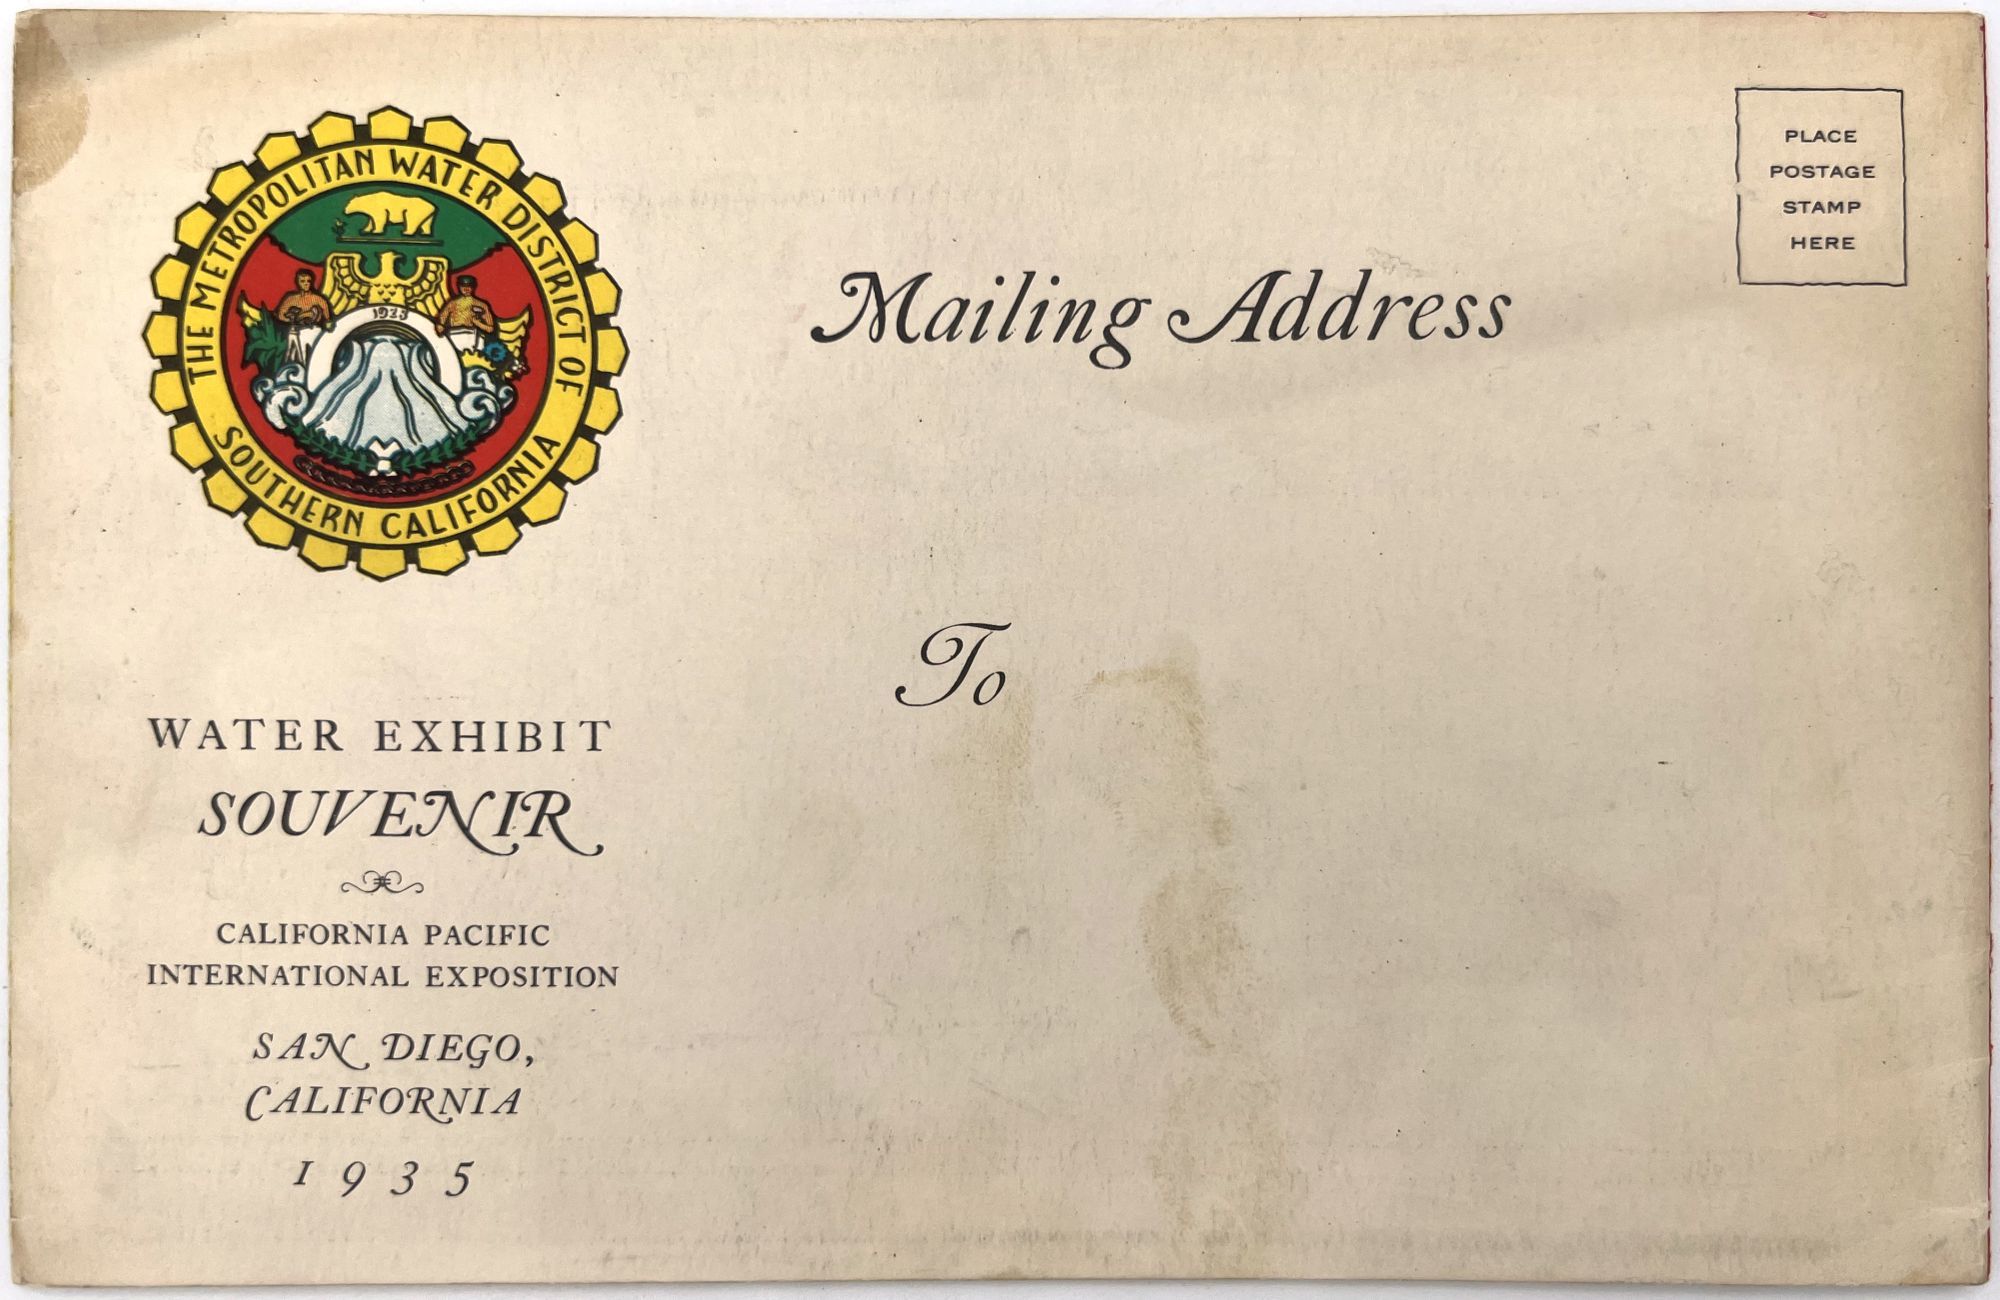 THE METROPOLITAN WATER DISTRICT OF
SOUTHERN CALIFORNIA
PLACE
POSTAGE
STAMP
HERE
Mailing Address
To
WATER EXHIBIT
SOUVENIR
CALIFORNIA PACIFIC
INTERNATIONAL EXPOSITION
SAN DIEGO,
CALIFORNIA
1935